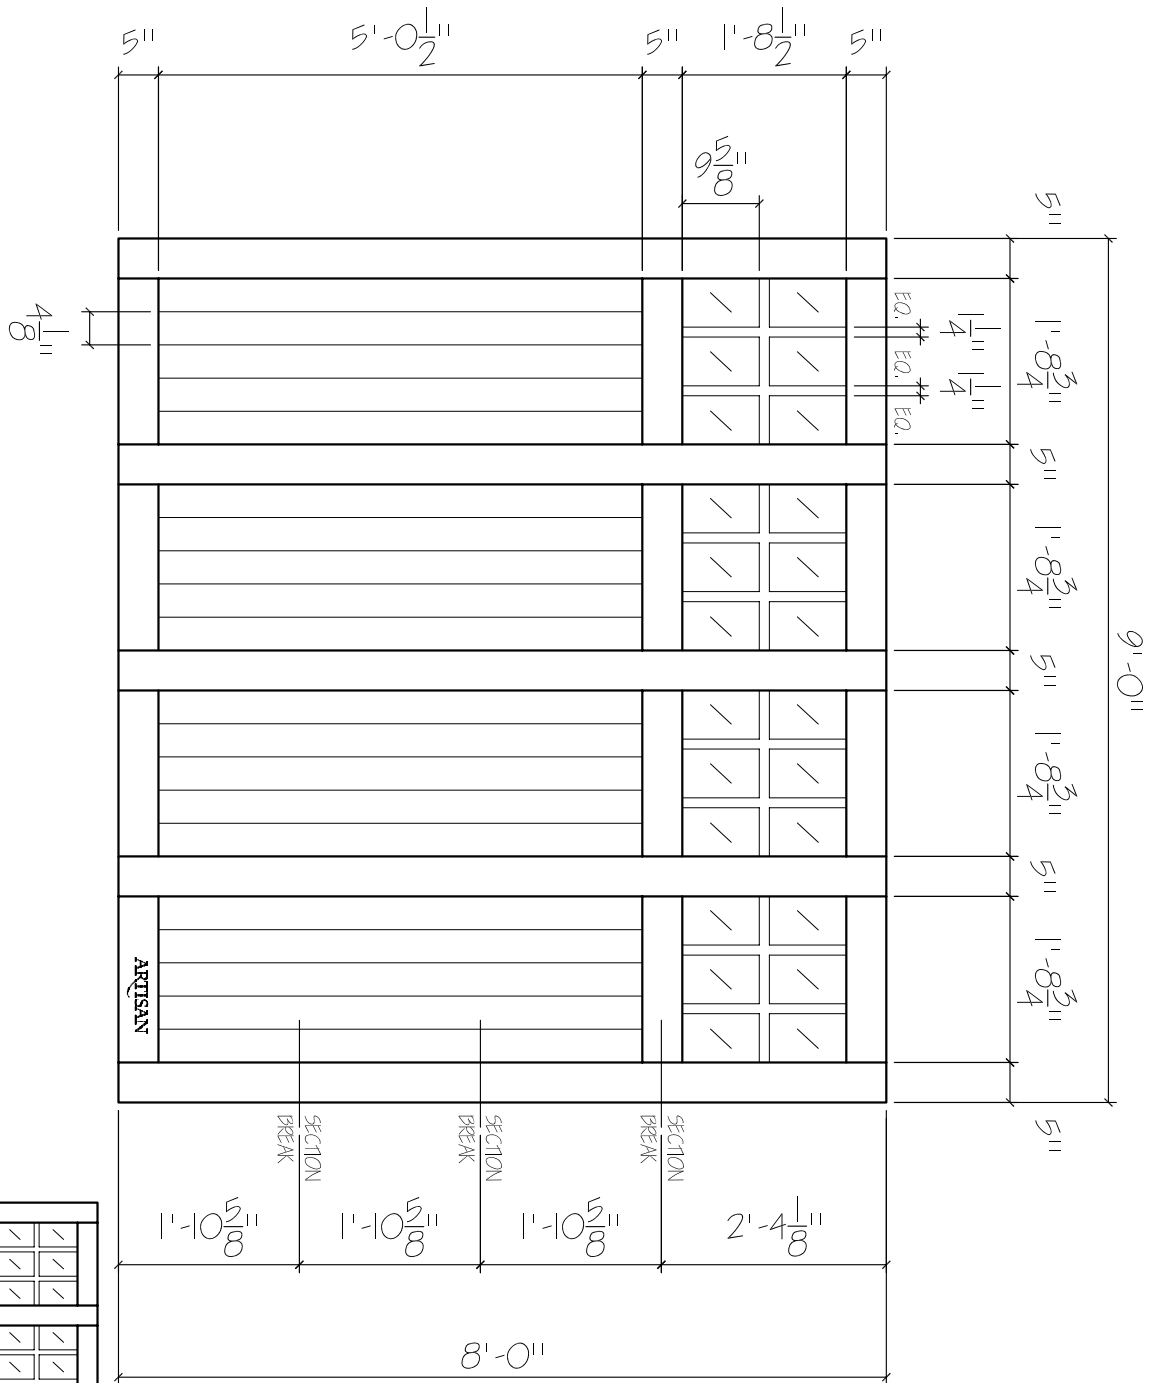 5"
5'-0 1/2"
5"
1'-8 1/2"
5"
9 5/8"
5"
1'-8 3/4"
5"
1'-8 3/4"
5"
1'-8 3/4"
5"
1'-8 3/4"
5"
9'-0"
EQ.
1/4"
EQ.
1/4"
EQ.
4 1/8"
ARTISAN
SECTION
BREAK
SECTION
BREAK
SECTION
BREAK
1'-10 5/8"
1'-10 5/8"
1'-10 5/8"
2'-4 1/8"
8'-0"